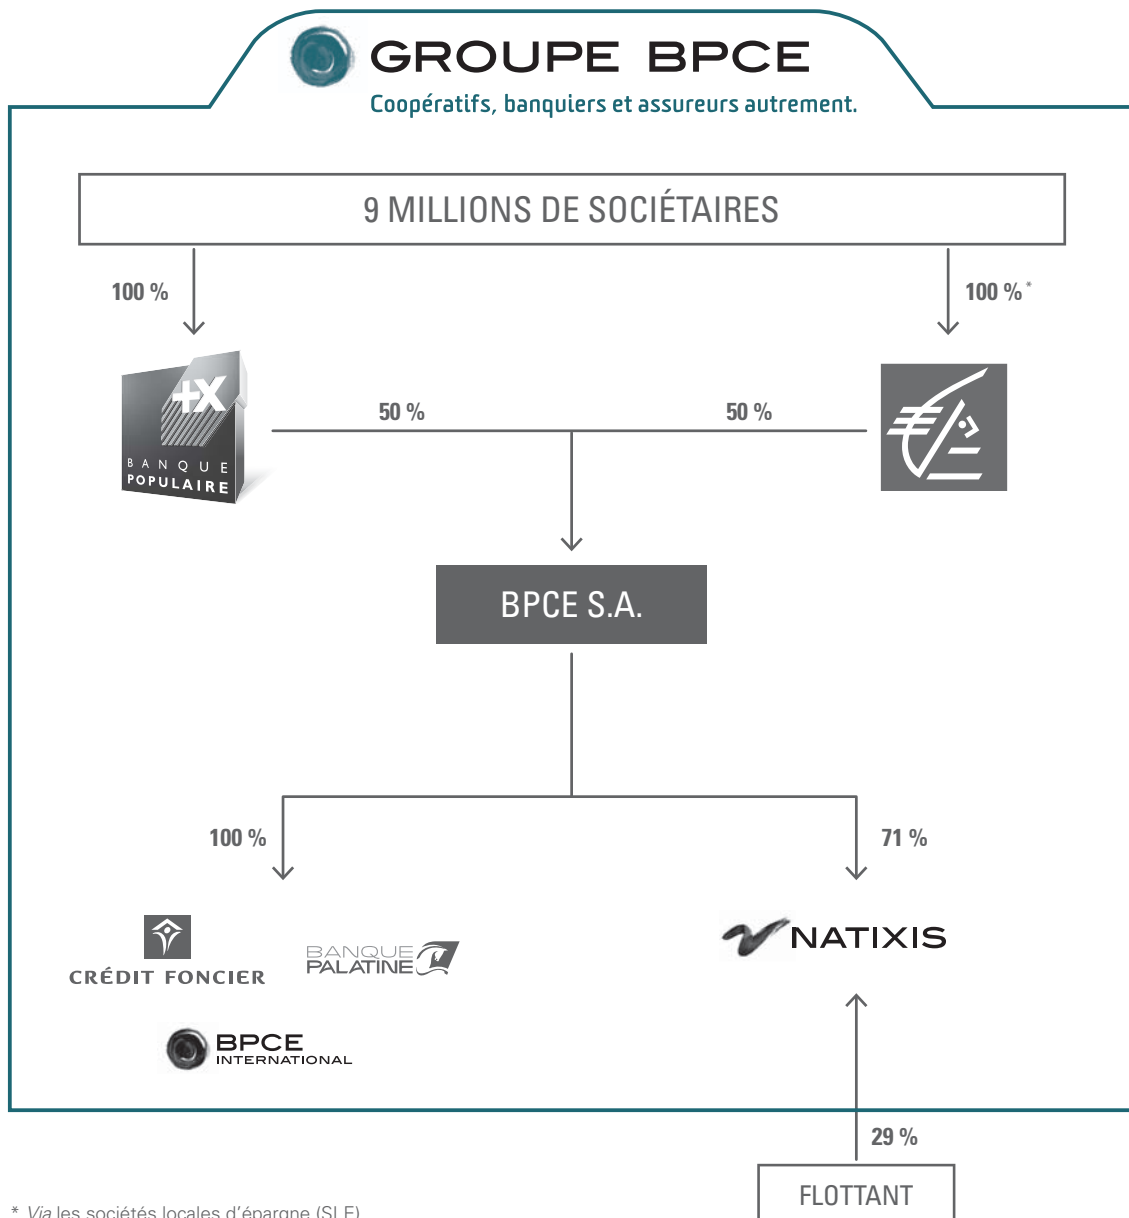 GROUPE BPCE
Coopératifs, banquiers et assureurs autrement.
9 MILLIONS DE SOCIÉTAIRES
100 %
100 % *
+X
BANQUE
POPULAIRE
50 %
50 %
BPCE S.A.
100 %
71 %
CRÉDIT FONCIER
BANQUE
PALATINE
NATIXIS
BPCE
INTERNATIONAL
29 %
FLOTTANT
* Via les sociétés locales d'épargne (SLE)